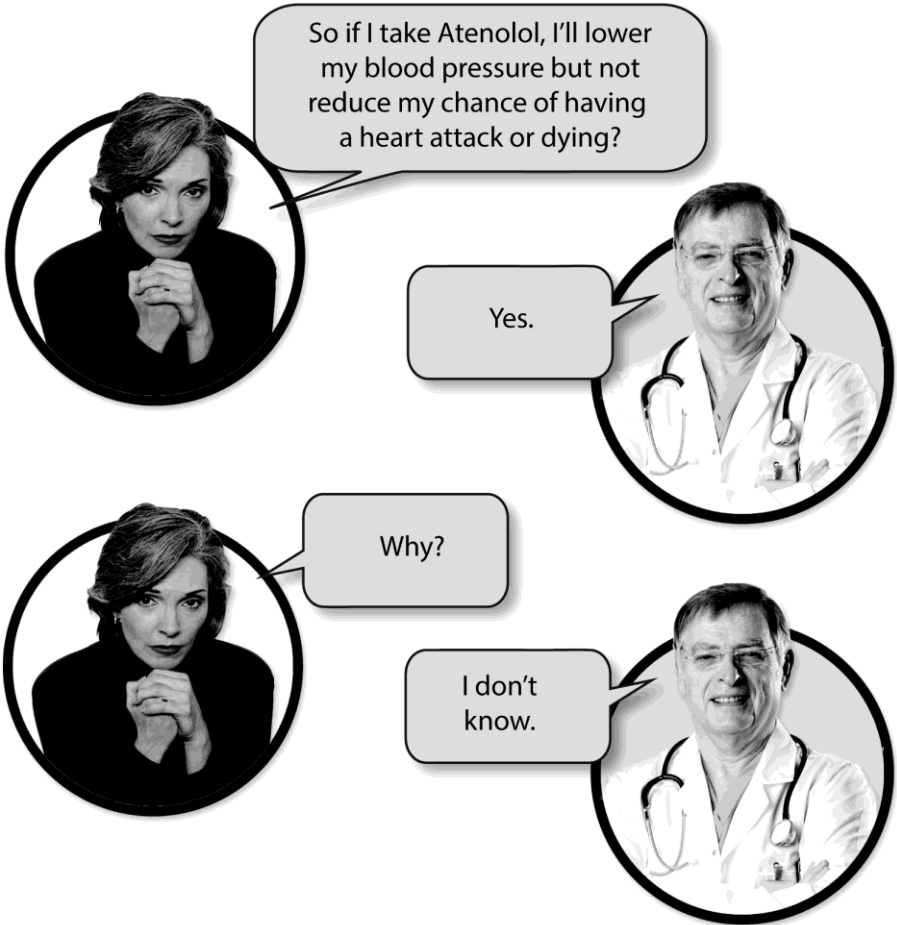 So if I take Atenolol, I’ll lower
my blood pressure but not
reduce my chance of having
a heart attack or dying?
Yes.
Why?
I don’t
know.